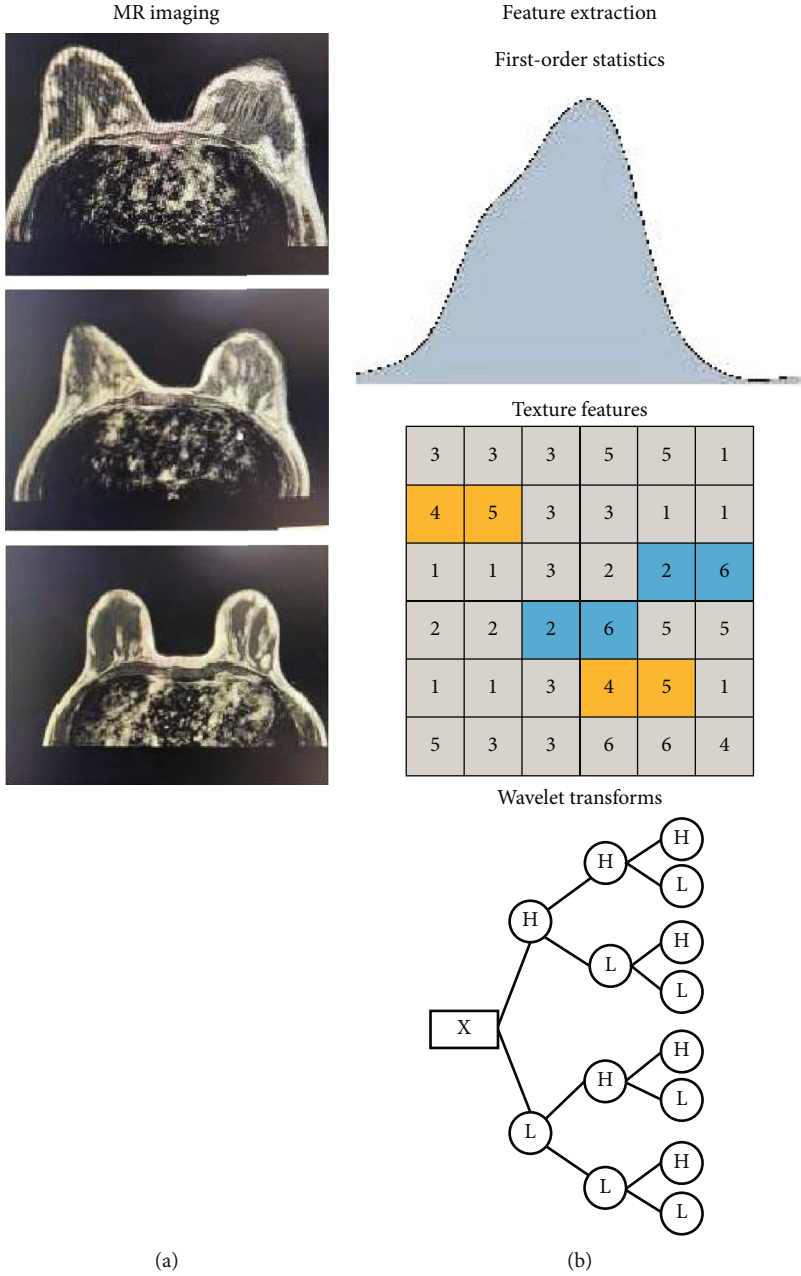 MR imaging
Feature extraction
First-order statistics
Texture features
3 3 3 5 5 1
4 5 3 3 1 1
1 1 3 2 2 6
2 2 2 6 5 5
1 1 3 4 5 1
5 3 3 6 6 4
Wavelet transforms
H
H
L
H
H
L
L
X
H
H
L
L
H
L
L
(a)
(b)